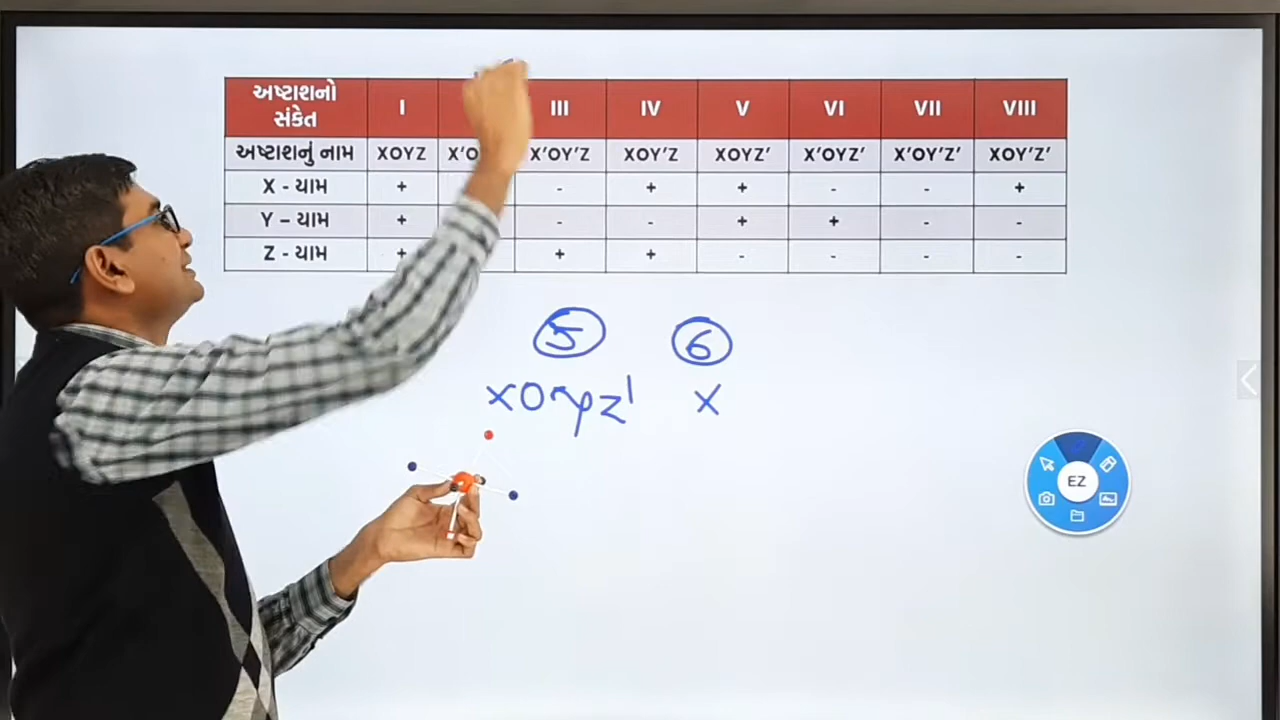 અષ્ટાશનો સંકેત I III IV V VI VII VIII
અષ્ટાશનું નામ XOYZ X'OY'Z XOY'Z XOYZ' X'OYZ' X'OY'Z' XOY'Z'
X - યામ + - + + - - +
Y – યામ + - - + + - -
Z - યામ + + + - - - -
5 6
XOYZ' X
EZ